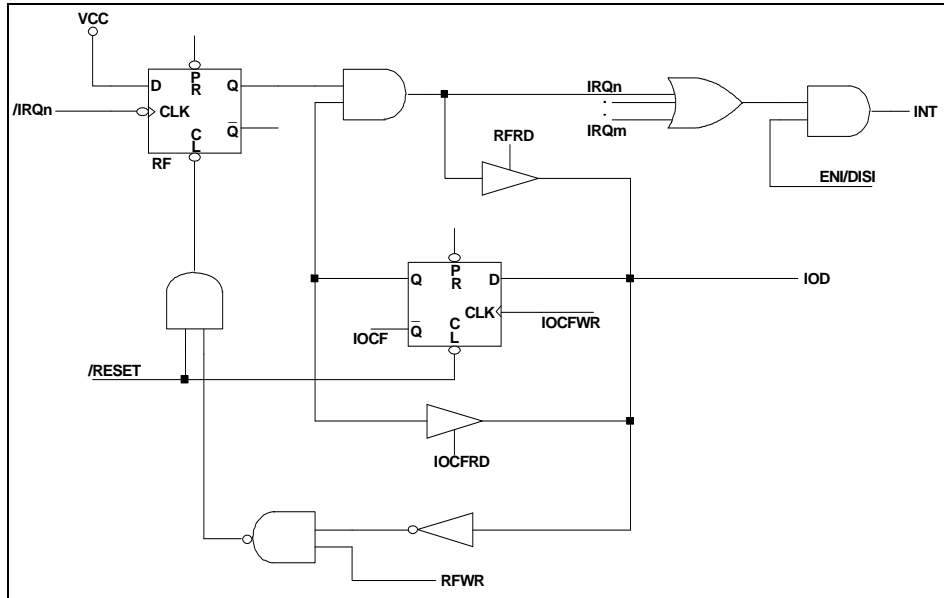 VCC
D
P
R
Q
/IRQn
CLK
C
L
Q
RF
IRQn
IRQm
INT
RFRD
ENI/DISI
Q
P
R
D
IOD
CLK
IOCFWR
IOCF
Q
C
L
/RESET
IOCFRD
RFWR